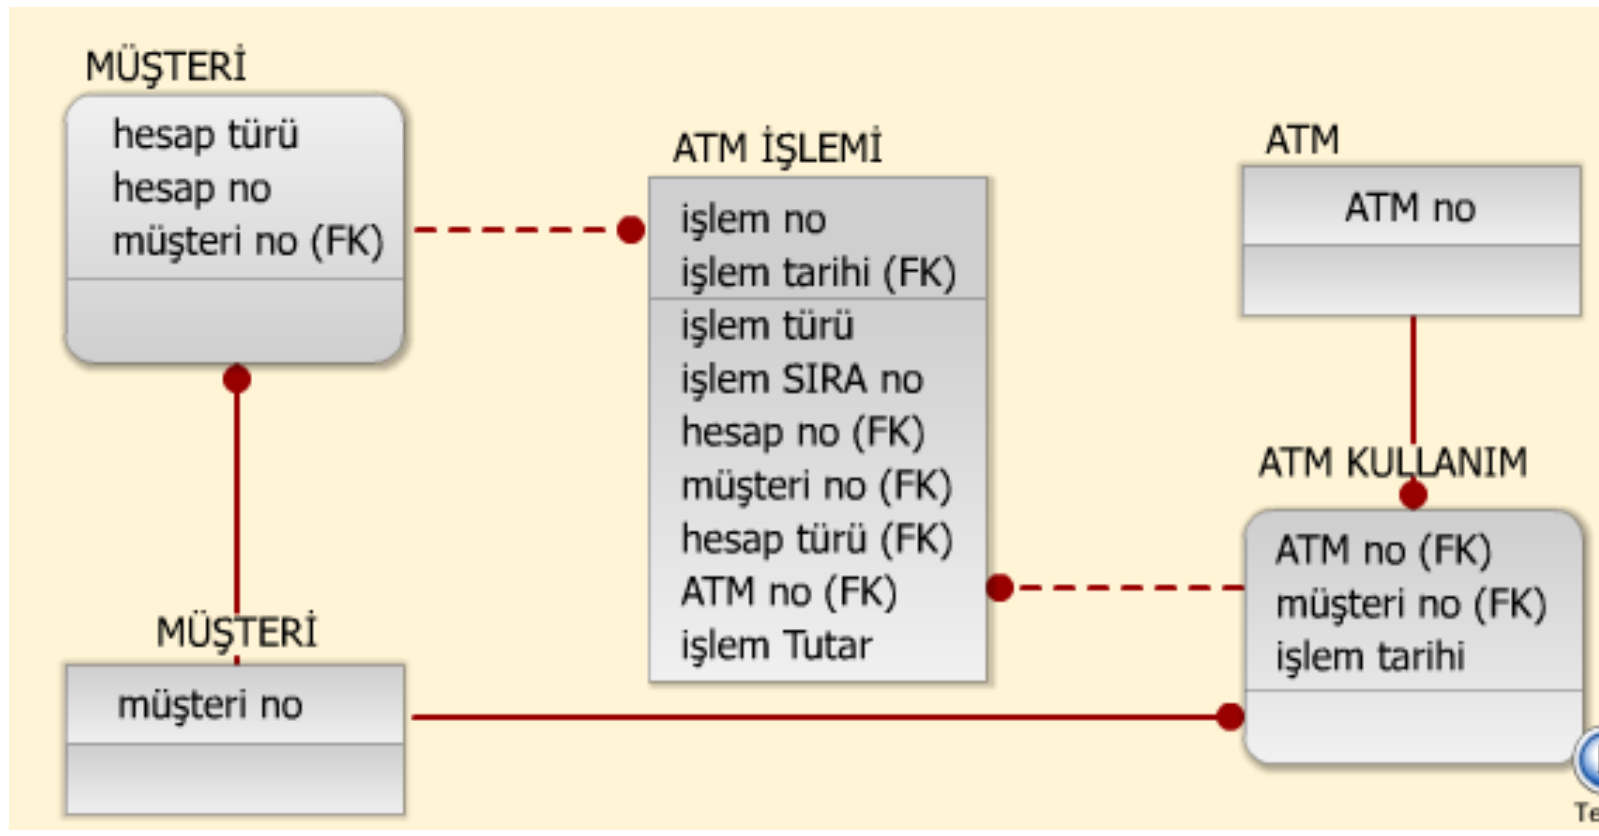 MÜŞTERİ
hesap türü
hesap no
müşteri no (FK)
ATM İŞLEMİ
işlem no
işlem tarihi (FK)
işlem türü
işlem SIRA no
hesap no (FK)
müşteri no (FK)
hesap türü (FK)
ATM no (FK)
işlem Tutar
ATM
ATM no
ATM KULLANIM
ATM no (FK)
müşteri no (FK)
işlem tarihi
MÜŞTERİ
müşteri no